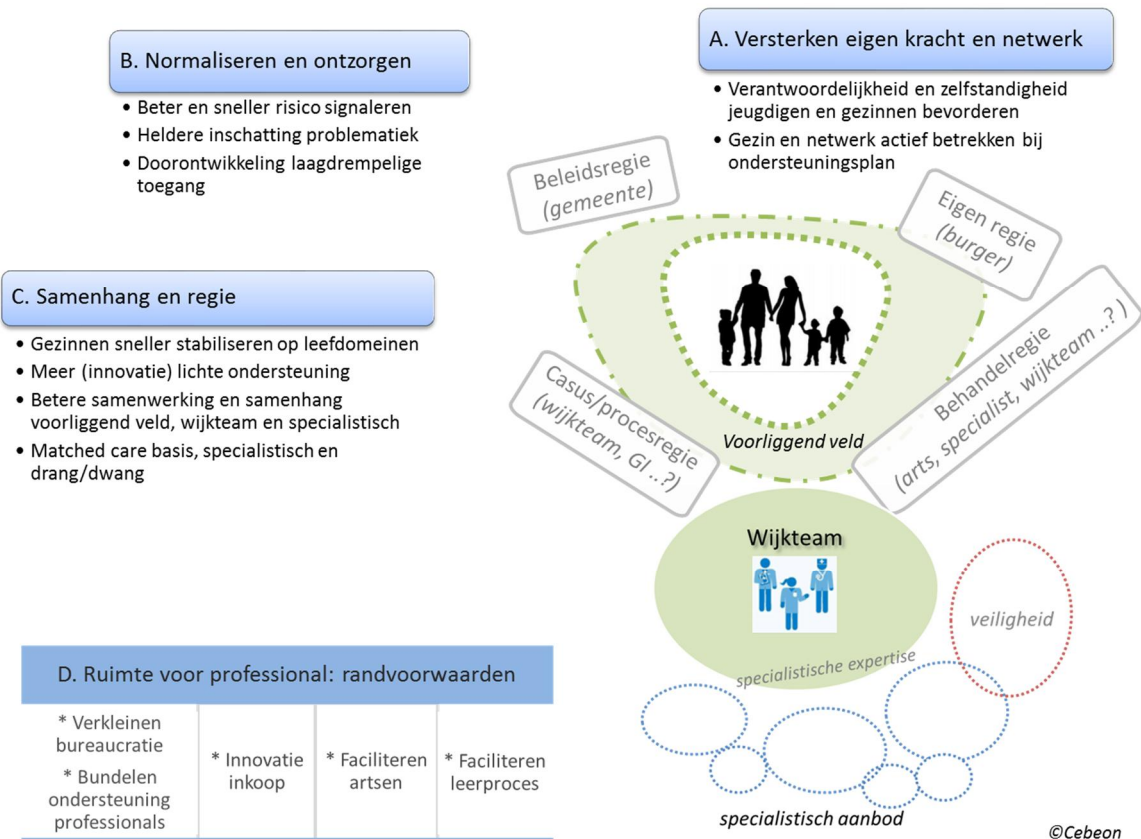 B. Normaliseren en ontzorgen
• Beter en sneller risico signaleren
• Heldere inschatting problematiek
• Doorontwikkeling laagdrempelige
toegang
A. Versterken eigen kracht en netwerk
• Verantwoordelijkheid en zelfstandigheid
jeugdigen en gezinnen bevorderen
• Gezin en netwerk actief betrekken bij
ondersteuningsplan
Beleidsregie
(gemeente)
Eigen regie
(burger)
C. Samenhang en regie
• Gezinnen sneller stabiliseren op leefdomeinen
• Meer (innovatie) lichte ondersteuning
• Betere samenwerking en samenhang
voorliggend veld, wijkteam en specialistisch
• Matched care basis, specialistisch en
drang/dwang
Casus/procesregie
(wijkteam, GI ..?)
Voorliggend veld
Behandelregie
(arts, specialist, wijkteam ..?)
Wijkteam
specialistische expertise
veiligheid
specialistisch aanbod
D. Ruimte voor professional: randvoorwaarden
* Verkleinen
bureaucratie
* Bundelen
ondersteuning
professionals
* Innovatie
inkoop
* Faciliteren
artsen
* Faciliteren
leerproces
©Cebeon